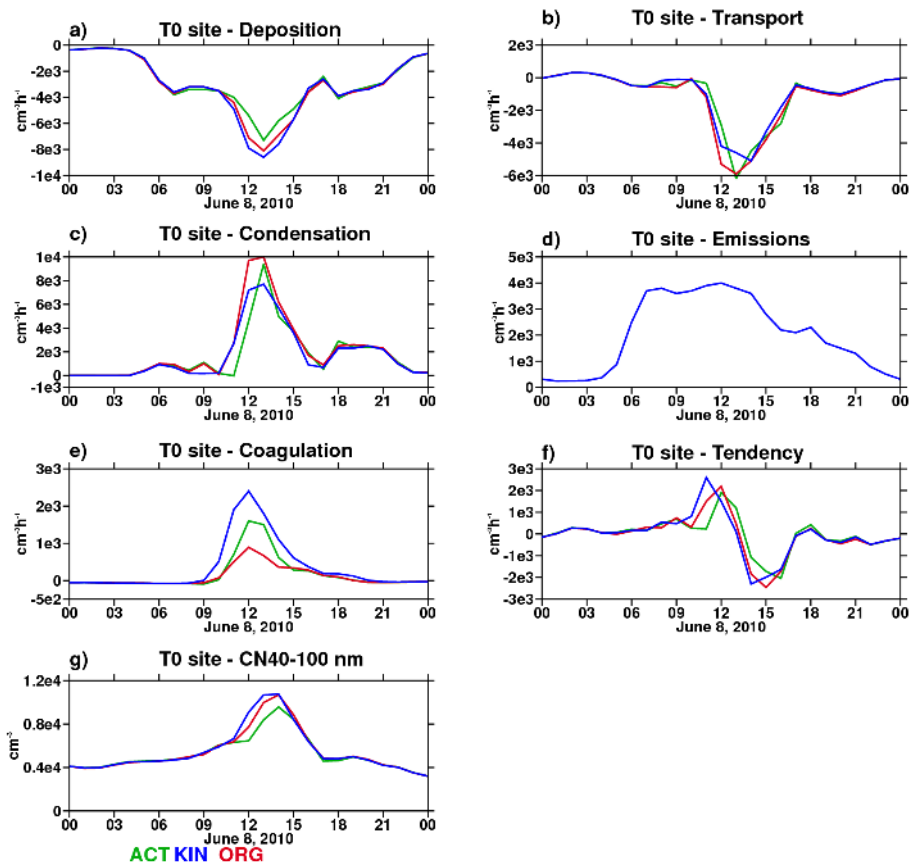 a) T0 site - Deposition
0
-2e3
-4e3
-6e3
-8e3
-1e4
cm⁻³h⁻¹
00 03 06 09 12 15 18 21 00
June 8, 2010
b) T0 site - Transport
2e3
0
-2e3
-4e3
-6e3
cm⁻³h⁻¹
00 03 06 09 12 15 18 21 00
June 8, 2010
c) T0 site - Condensation
1e4
8e3
6e3
4e3
2e3
0
-1e3
cm⁻³h⁻¹
00 03 06 09 12 15 18 21 00
June 8, 2010
d) T0 site - Emissions
5e3
4e3
3e3
2e3
1e3
0
cm⁻³h⁻¹
00 03 06 09 12 15 18 21 00
June 8, 2010
e) T0 site - Coagulation
3e3
2e3
1e3
0
-5e2
cm⁻³h⁻¹
00 03 06 09 12 15 18 21 00
June 8, 2010
f) T0 site - Tendency
3e3
2e3
1e3
0
-1e3
-2e3
-3e3
cm⁻³h⁻¹
00 03 06 09 12 15 18 21 00
June 8, 2010
g) T0 site - CN40-100 nm
1.2e4
0.8e4
0.4e4
0
cm⁻³
00 03 06 09 12 15 18 21 00
June 8, 2010
ACT KIN ORG